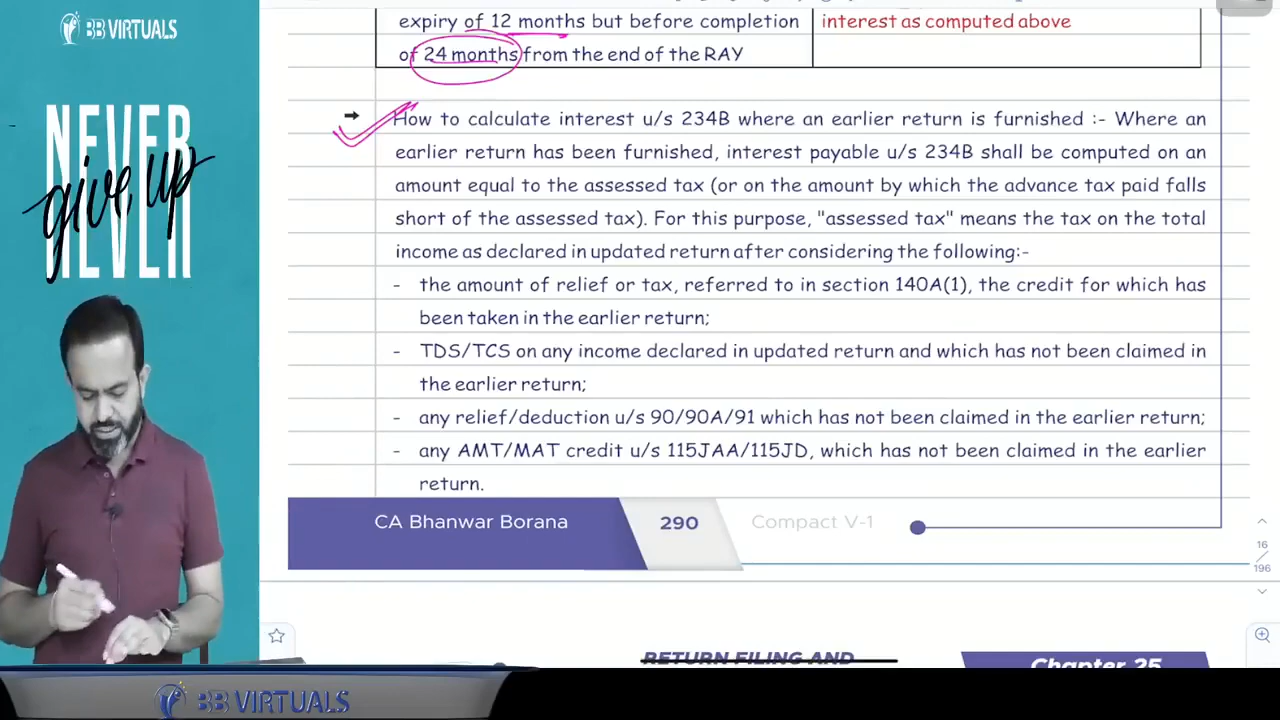 BB VIRTUALS
NEVER
give up
NEVER
expiry of 12 months but before completion
of 24 months from the end of the RAY
interest as computed above
→ How to calculate interest u/s 234B where an earlier return is furnished :- Where an
earlier return has been furnished, interest payable u/s 234B shall be computed on an
amount equal to the assessed tax (or on the amount by which the advance tax paid falls
short of the assessed tax). For this purpose, "assessed tax" means the tax on the total
income as declared in updated return after considering the following:-
- the amount of relief or tax, referred to in section 140A(1), the credit for which has
been taken in the earlier return;
- TDS/TCS on any income declared in updated return and which has not been claimed in
the earlier return;
- any relief/deduction u/s 90/90A/91 which has not been claimed in the earlier return;
- any AMT/MAT credit u/s 115JAA/115JD, which has not been claimed in the earlier
return.
CA Bhanwar Borana
290
Compact V-1
16
/
196
RETURN FILING AND
Chapter 25
BB VIRTUALS